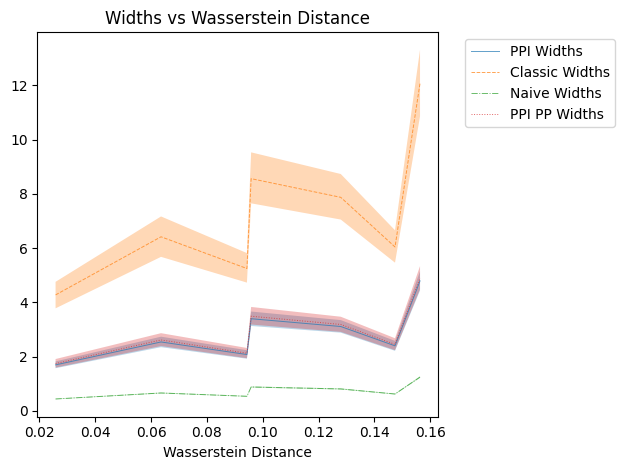 Widths vs Wasserstein Distance
PPI Widths
Classic Widths
Naive Widths
PPI PP Widths
12
10
8
6
4
2
0
0.02 0.04 0.06 0.08 0.10 0.12 0.14 0.16
Wasserstein Distance